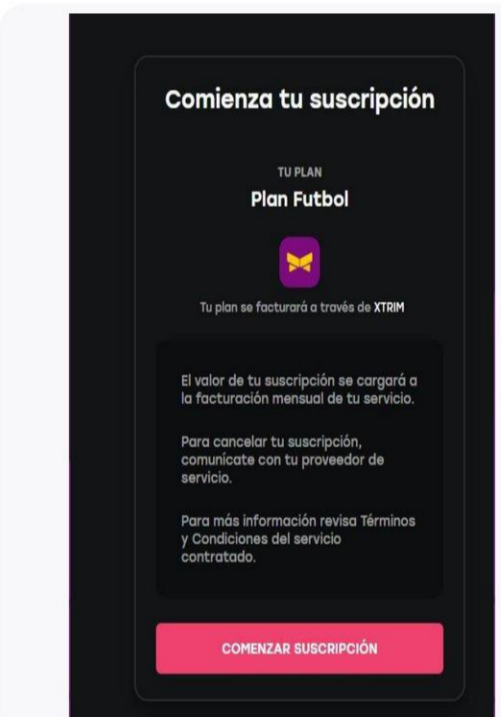 Comienza tu suscripción
TU PLAN
Plan Futbol
Tu plan se facturará a través de XTRIM
El valor de tu suscripción se cargará a
la facturación mensual de tu servicio.
Para cancelar tu suscripción,
comunícate con tu proveedor de
servicio.
Para más información revisa Términos
y Condiciones del servicio
contratado.
COMENZAR SUSCRIPCIÓN